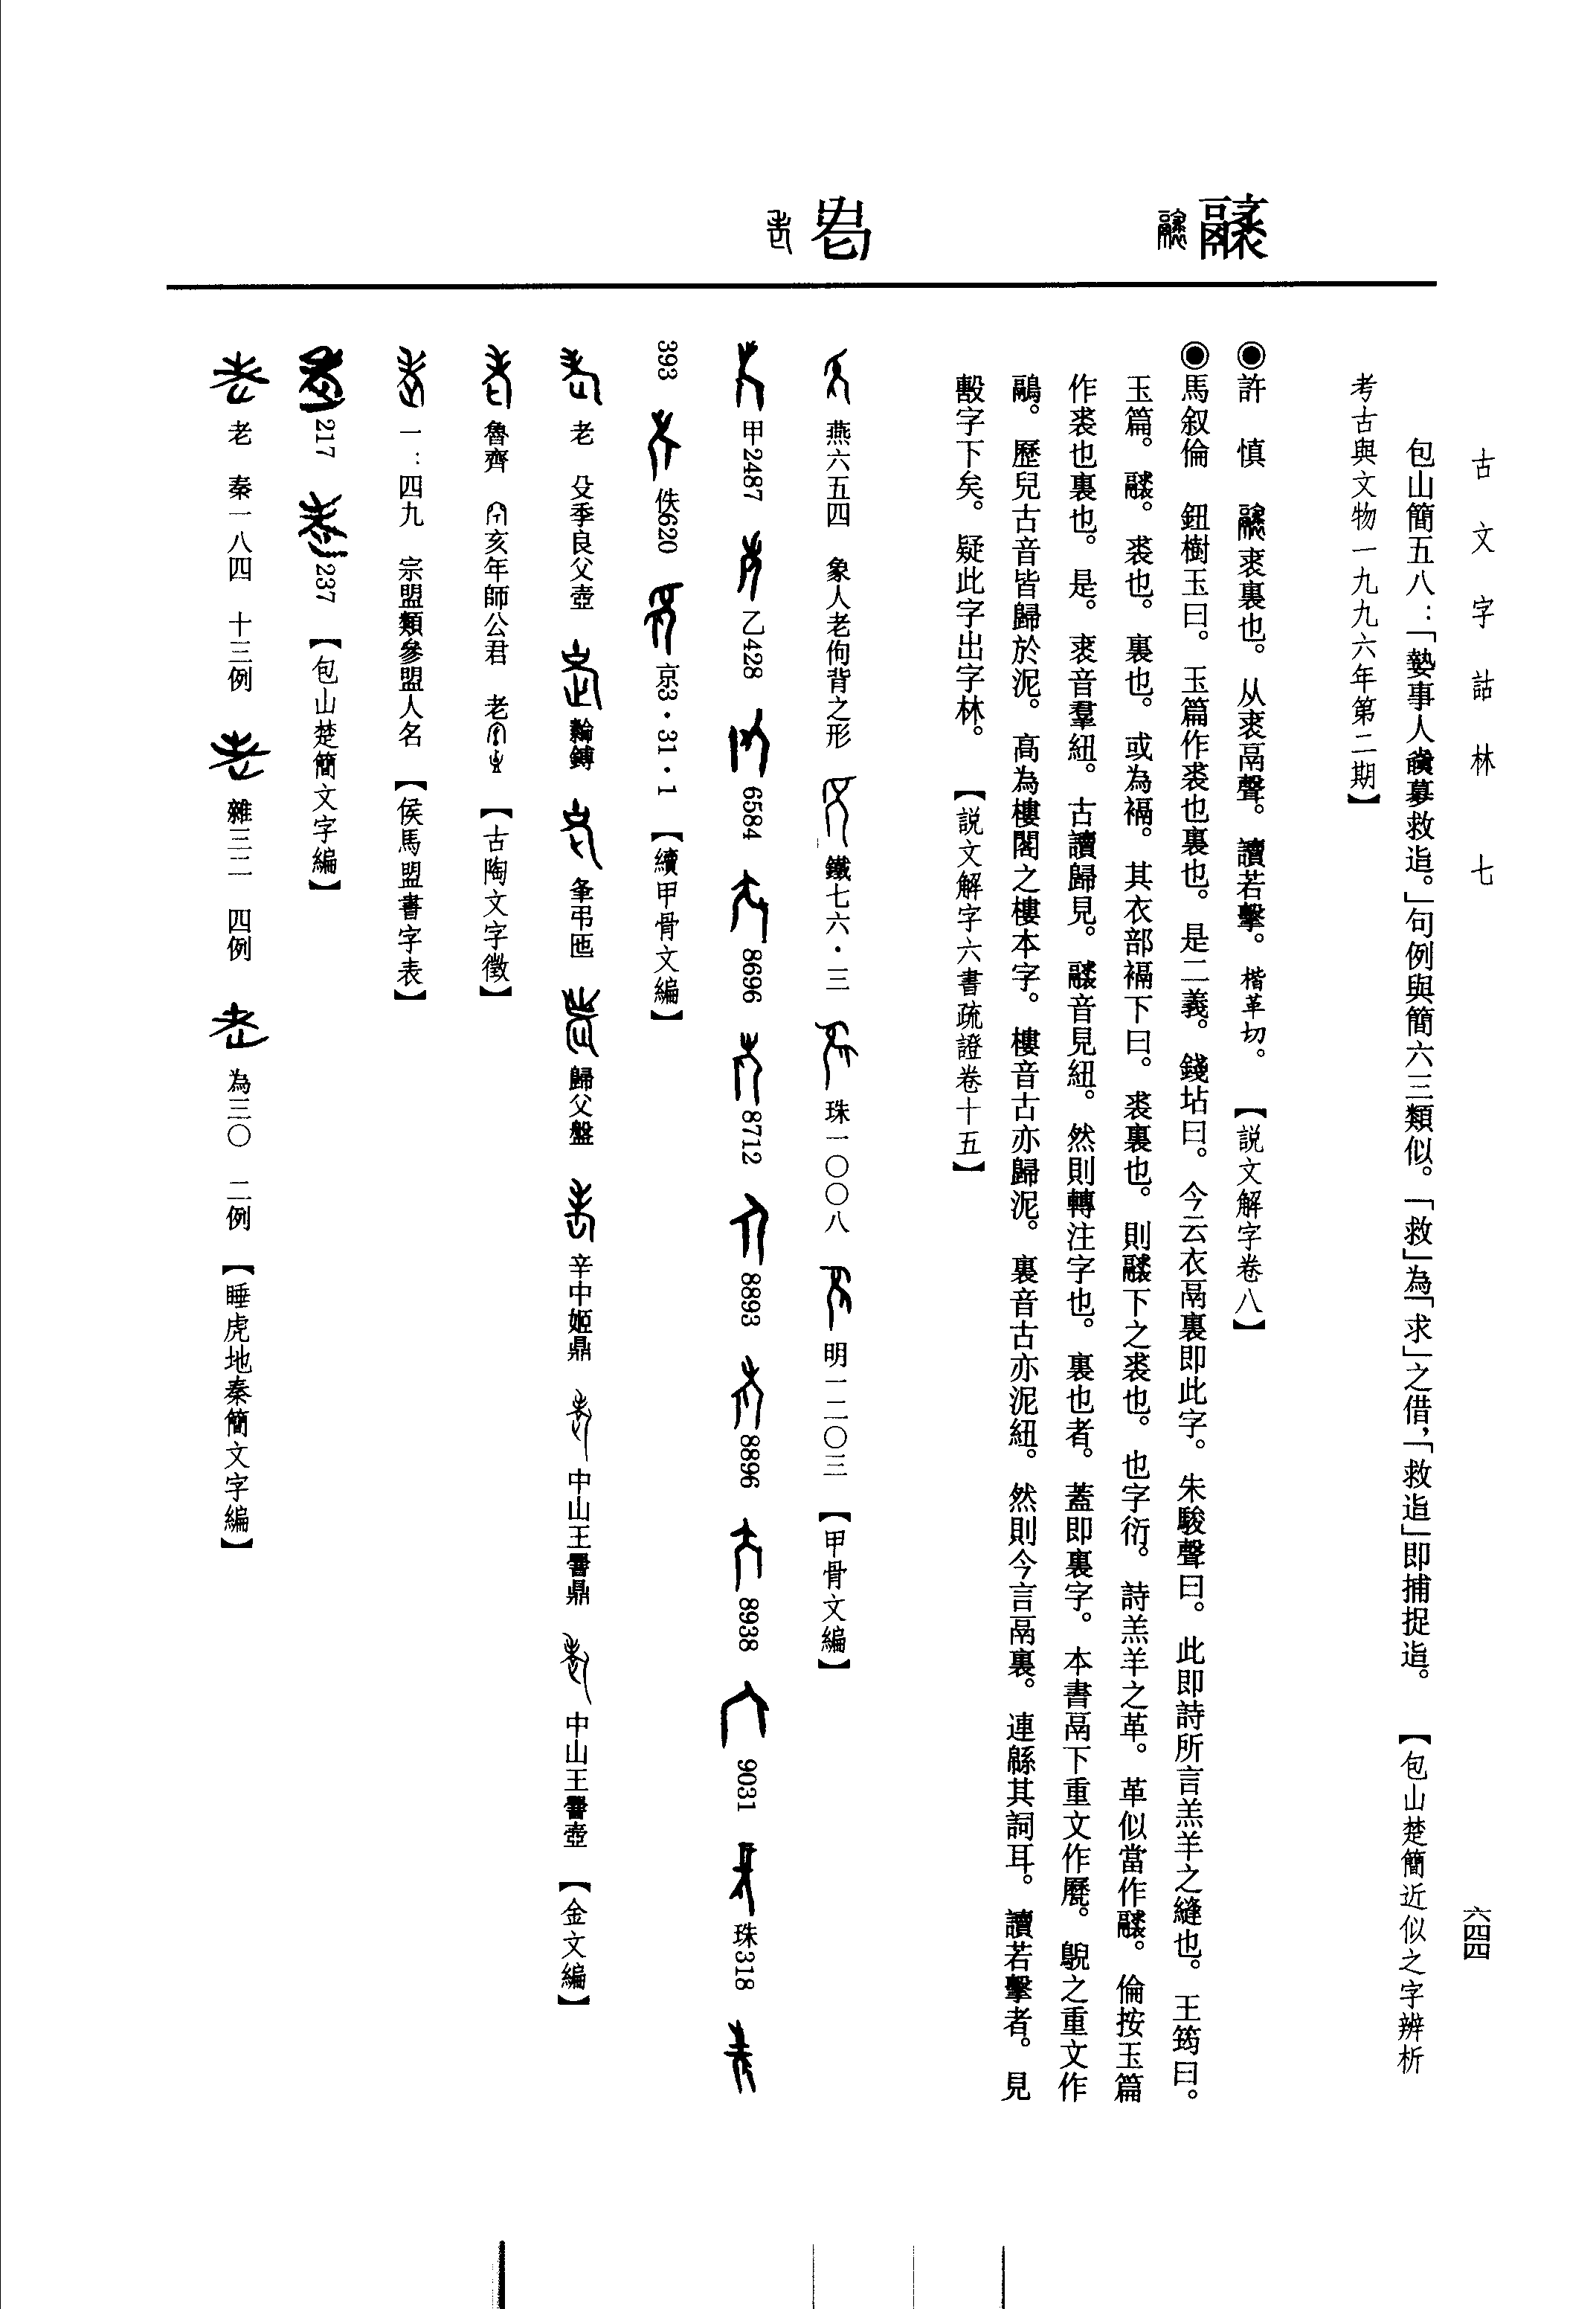 古文字詁林 七
六四四
包山簡五八：「執事人 救 。」句例與簡六三類似。「救」為「求」之借，「救 」即捕捉 。 【包山楚簡近似之字辨析
考古與文物一九九六年第二期】
◉許 慎 裘裏也。从裘鬲聲。讀若擊。楷革切。 【説文解字卷八】
◉馬叙倫 鈕樹玉曰。玉篇作裘也裏也。是二義。錢坫曰。今云衣鬲裏即此字。朱駿聲曰。此即詩所言羔羊之縫也。王筠曰。
玉篇。䙐。裘也。裏也。或為䙐。其衣部䙐下曰。裘裏也。則 下之裘也。也字衍。詩羔羊之革。革似當作 。倫按玉篇
作裘也裏也。是。裘音羣紐。古讀歸見。 音見紐。然則轉注字也。裏也者。蓋即裏字。本書鬲下重文作㽁。鶃之重文作
鷊。歷兒古音皆歸於泥。高為樓閣之樓本字。樓音古亦歸泥。裏音古亦泥紐。然則今言鬲裏。連緜其詞耳。讀若擊者。見
毄字下矣。疑此字出字林。 【説文解字六書疏證卷十五】
燕六五四 象人老佝背之形 鐵七六·三 珠一〇〇八 明一二〇三 【甲骨文編】
甲2487 乙428 6584 8696 8712 8893 8896 8938 9031 珠318
393 佚620 京3·31·1 【續甲骨文編】
老 殳季良父壺 鎛 夆弔匜 歸父盤 辛中姬鼎 中山王 鼎 中山王 壺 【金文編】
魯齊 亥年師公君 老 【古陶文字徵】
一：四九 宗盟類參盟人名 【侯馬盟書字表】
217 237 【包山楚簡文字編】
老 秦一八四 十三例 雜三二 四例 為三〇 二例 【睡虎地秦簡文字編】